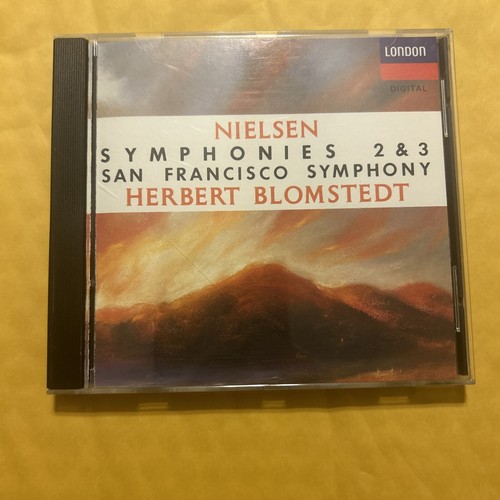 LONDON
DIGITAL
NIELSEN
SYMPHONIES 2 & 3
SAN FRANCISCO SYMPHONY
HERBERT BLOMSTEDT